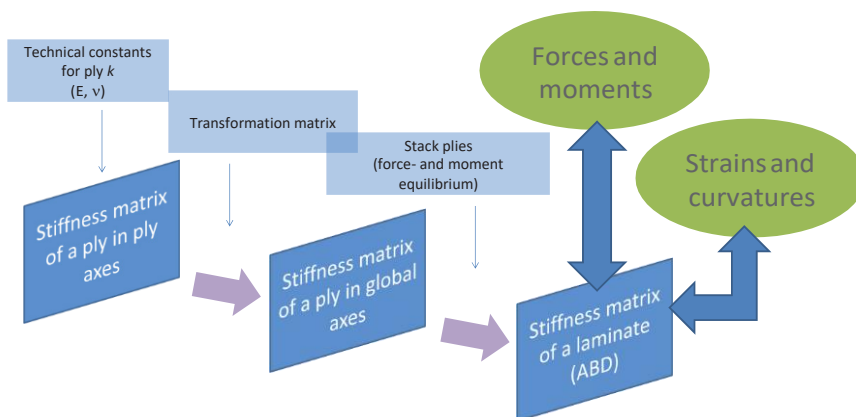 Technical constants
for ply k
(E, ν)
Transformation matrix
Stack plies
(force- and moment
equilibrium)
Forces and
moments
Strains and
curvatures
Stiffness matrix
of a ply in ply
axes
Stiffness matrix
of a ply in global
axes
Stiffness matrix
of a laminate
(ABD)